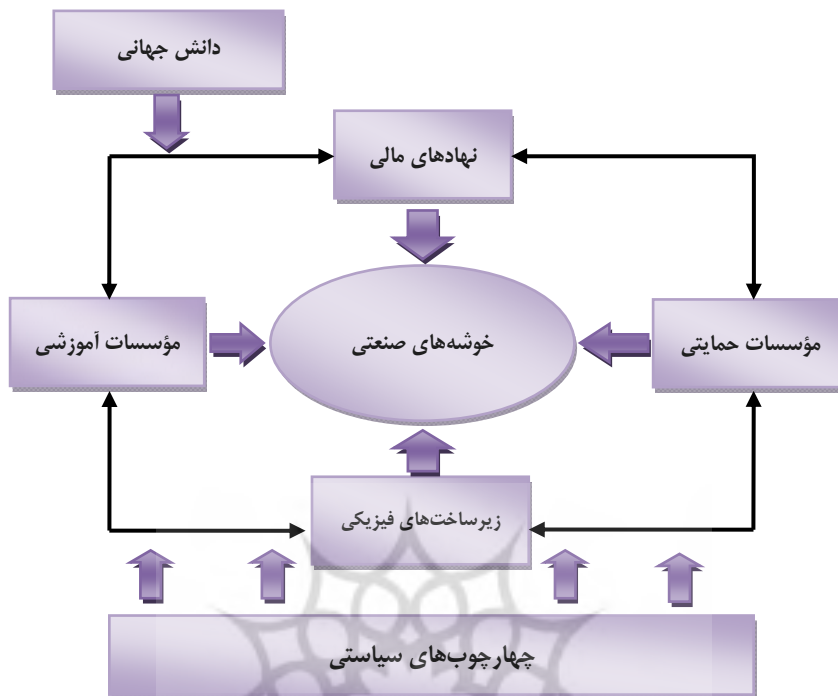 دانش جهانی
نهادهای مالی
مؤسسات آموزشی
خوشه‌های صنعتی
مؤسسات حمایتی
زیرساخت‌های فیزیکی
چهارچوب‌های سیاستی